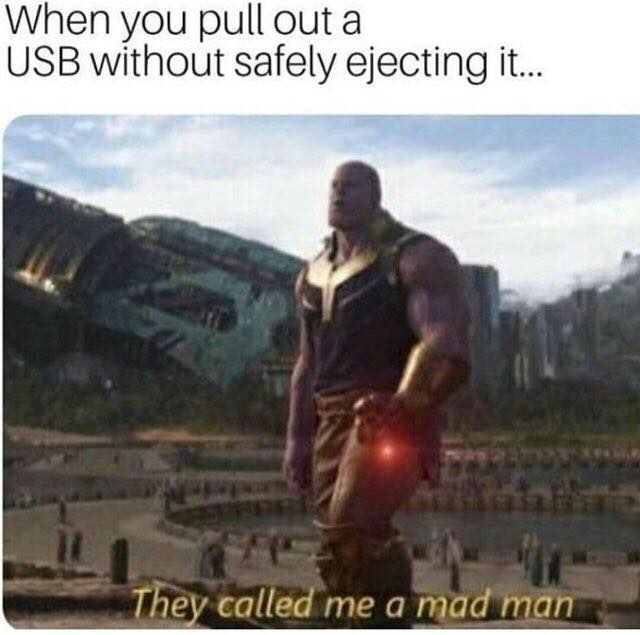 When you pull out a
USB without safely ejecting it...
They called me a mad man